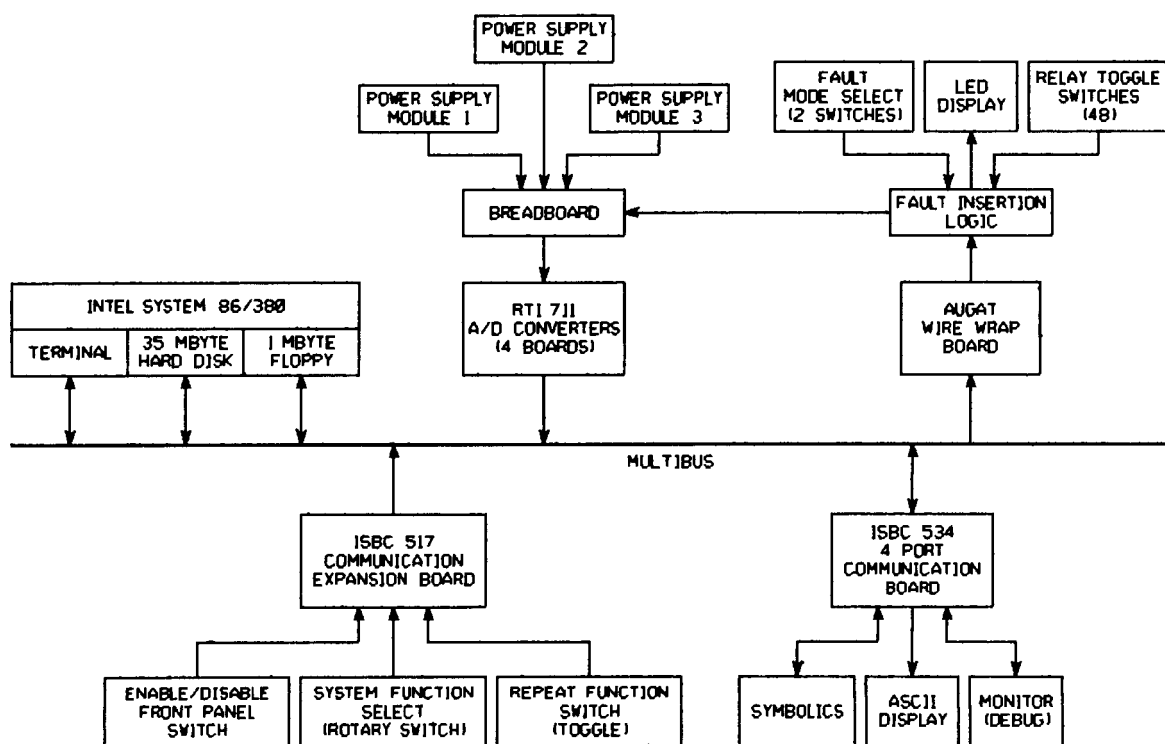 POWER SUPPLY
MODULE 2
POWER SUPPLY
MODULE 1
POWER SUPPLY
MODULE 3
FAULT
MODE SELECT
(2 SWITCHES)
LED
DISPLAY
RELAY TOGGLE
SWITCHES
(48)
BREADBOARD
FAULT INSERTION
LOGIC
INTEL SYSTEM 86/380
TERMINAL
35 MBYTE
HARD DISK
1 MBYTE
FLOPPY
RTI 711
A/D CONVERTERS
(4 BOARDS)
AUGAT
WIRE WRAP
BOARD
MULTIBUS
ISBC 517
COMMUNICATION
EXPANSION BOARD
ISBC 534
4 PORT
COMMUNICATION
BOARD
ENABLE/DISABLE
FRONT PANEL
SWITCH
SYSTEM FUNCTION
SELECT
(ROTARY SWITCH)
REPEAT FUNCTION
SWITCH
(TOGGLE)
SYMBOLICS
ASCII
DISPLAY
MONITOR
(DEBUG)